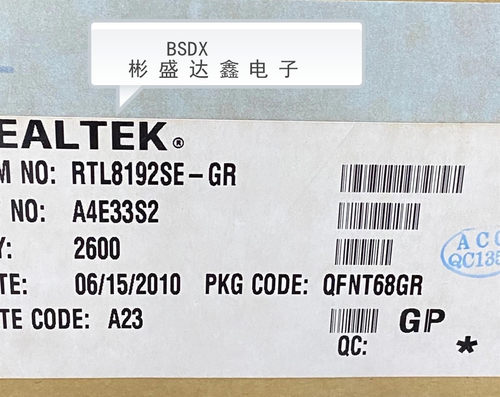 BSDX
彬盛达鑫电子
EALTEK®
M NO: RTL8192SE-GR
NO: A4E33S2
Y: 2600
TE: 06/15/2010 PKG CODE: QFNT68GR
TE CODE: A23 GP
QC: *
ACC
QC135